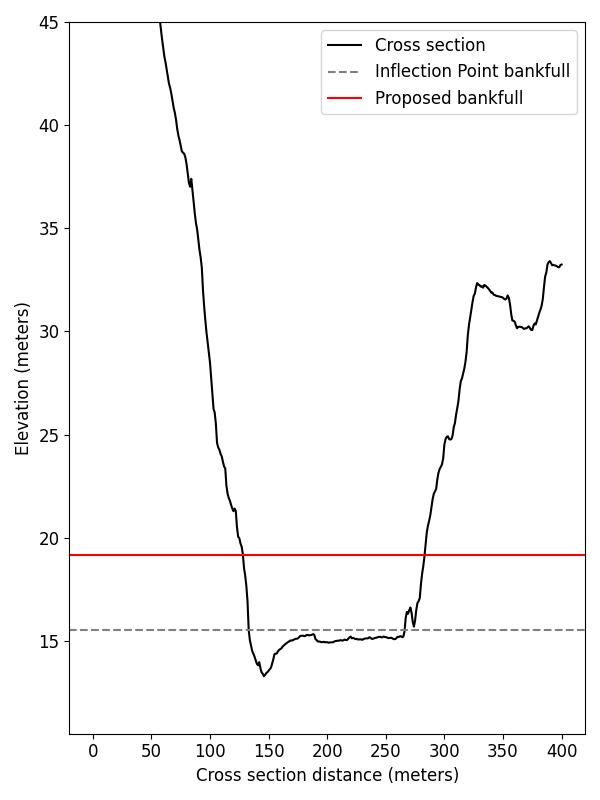 45
40
35
30
25
20
15
Elevation (meters)
Cross section
Inflection Point bankfull
Proposed bankfull
0 50 100 150 200 250 300 350 400
Cross section distance (meters)